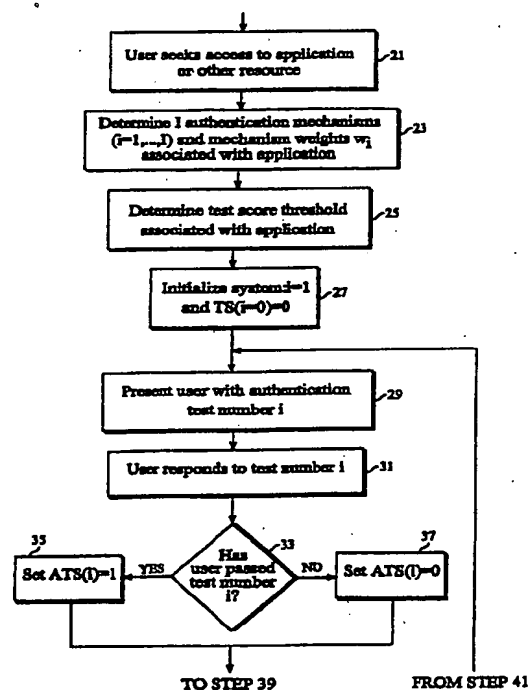 User seeks access to application
or other resource
21
Determine I authentication mechanisms
(i=1,...,I) and mechanism weights wi
associated with application
23
Determine test score threshold
associated with application
25
Initialize system:i=1
and TS(i=0)=0
27
Present user with authentication
test number i
29
User responds to test number i
31
33
Has
user passed
test number
i?
35
YES
Set ATS(i)=1
37
NO
Set ATS(i)=0
TO STEP 39
FROM STEP 41